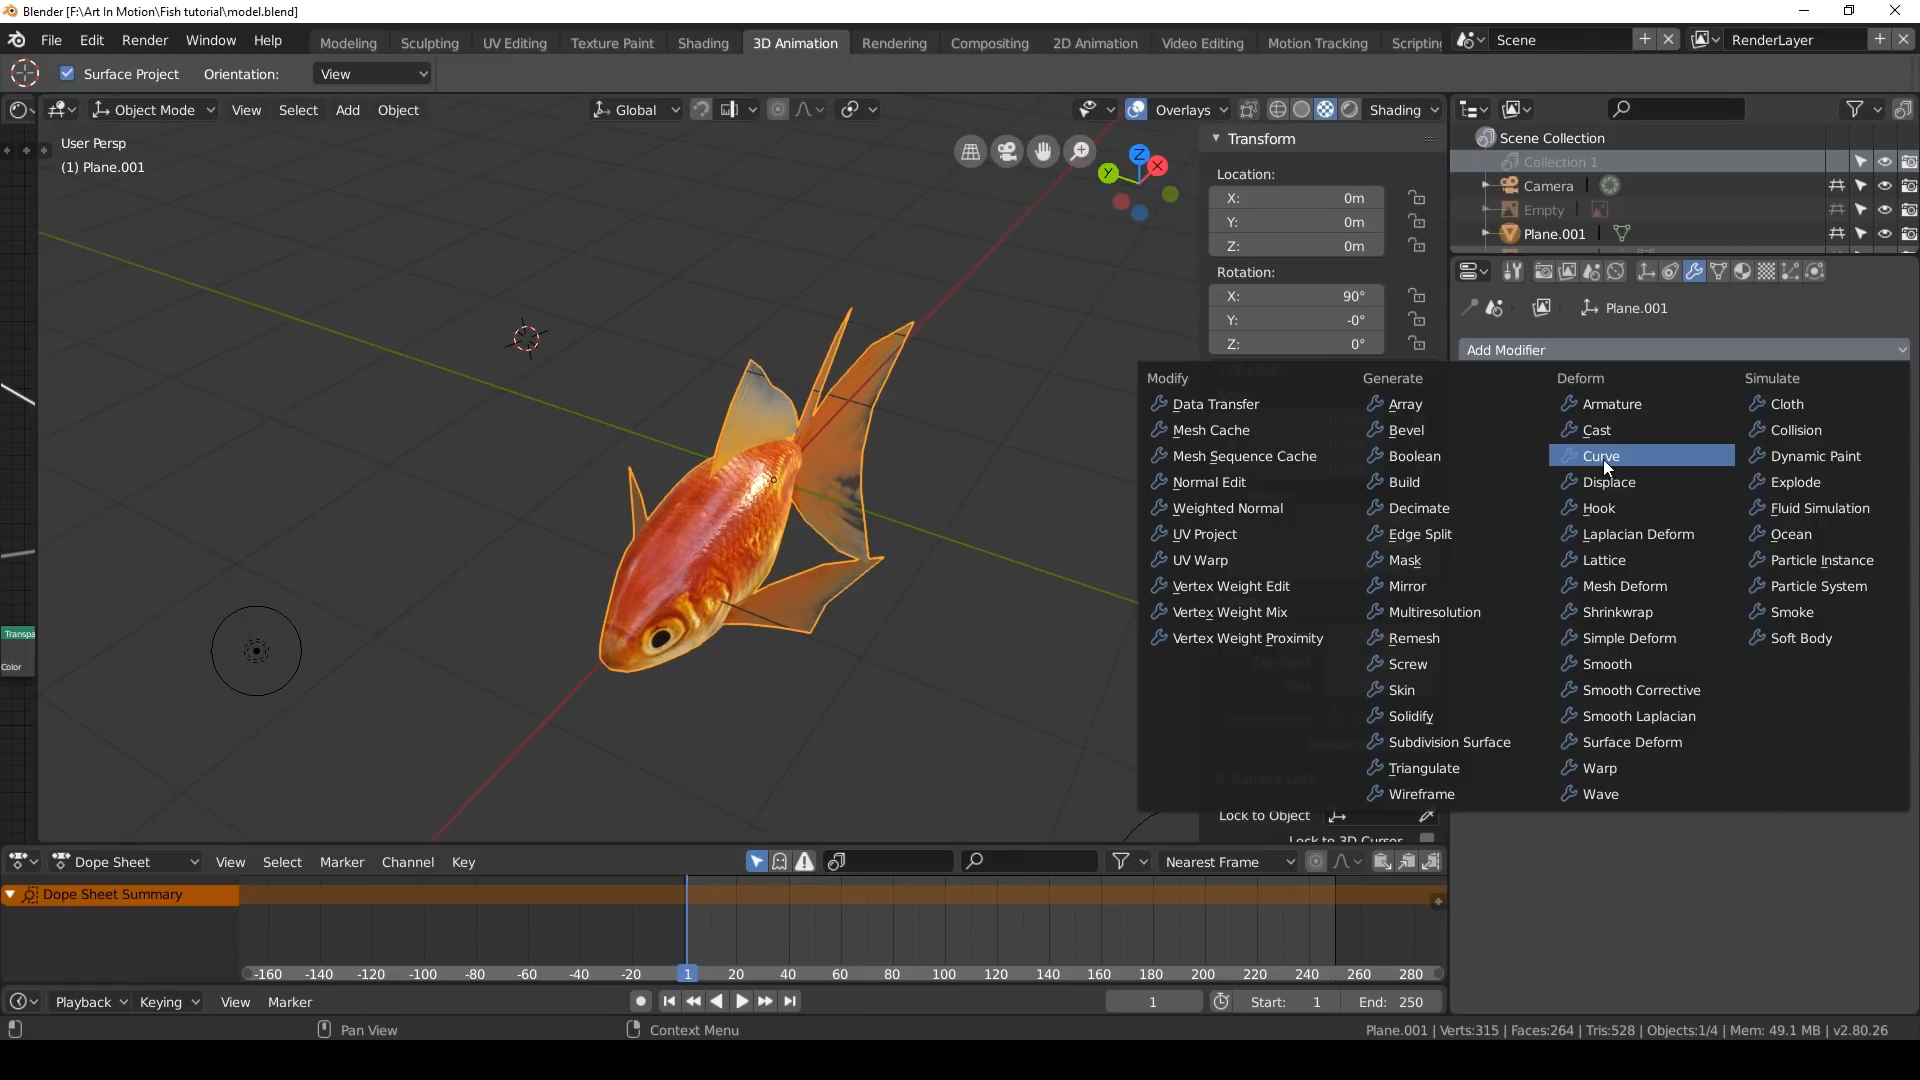 Blender [F:\Art In Motion\Fish tutorial\model.blend]
File Edit Render Window Help Modeling Sculpting UV Editing Texture Paint Shading 3D Animation Rendering Compositing 2D Animation Video Editing Motion Tracking Scripting Scene RenderLayer
Surface Project Orientation: View
Object Mode View Select Add Object Global Overlays Shading
User Persp
(1) Plane.001
Z
X
Y
Transform
Location:
X: 0m
Y: 0m
Z: 0m
Rotation:
X: 90°
Y: -0°
Z: 0°
Scene Collection
Collection 1
Camera
Empty
Plane.001
Plane.001
Add Modifier
Modify Generate Deform Simulate
Data Transfer Array Armature Cloth
Mesh Cache Bevel Cast Collision
Mesh Sequence Cache Boolean Curve Dynamic Paint
Normal Edit Build Displace Explode
Weighted Normal Decimate Hook Fluid Simulation
UV Project Edge Split Laplacian Deform Ocean
UV Warp Mask Lattice Particle Instance
Vertex Weight Edit Mirror Mesh Deform Particle System
Vertex Weight Mix Multiresolution Shrinkwrap Smoke
Vertex Weight Proximity Remesh Simple Deform Soft Body
Screw Smooth
Skin Smooth Corrective
Solidify Smooth Laplacian
Subdivision Surface Surface Deform
Triangulate Warp
Wireframe Wave
Lock to Object
Lock to 3D Cursor
Transpa
Color
Dope Sheet View Select Marker Channel Key Nearest Frame
Dope Sheet Summary
-160 -140 -120 -100 -80 -60 -40 -20 1 20 40 60 80 100 120 140 160 180 200 220 240 260 280
Playback Keying View Marker 1 Start: 1 End: 250
Pan View Context Menu Plane.001 | Verts:315 | Faces:264 | Tris:528 | Objects:1/4 | Mem: 49.1 MB | v2.80.26